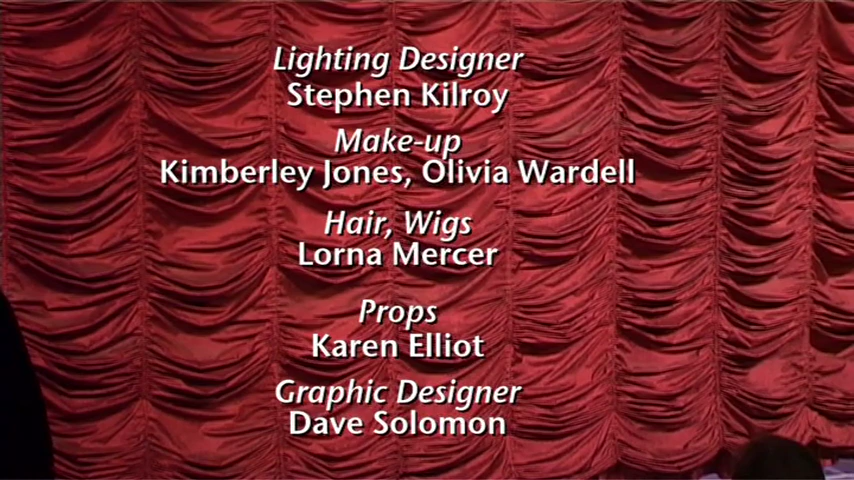 Lighting Designer
Stephen Kilroy
Make-up
Kimberley Jones, Olivia Wardell
Hair, Wigs
Lorna Mercer
Props
Karen Elliot
Graphic Designer
Dave Solomon